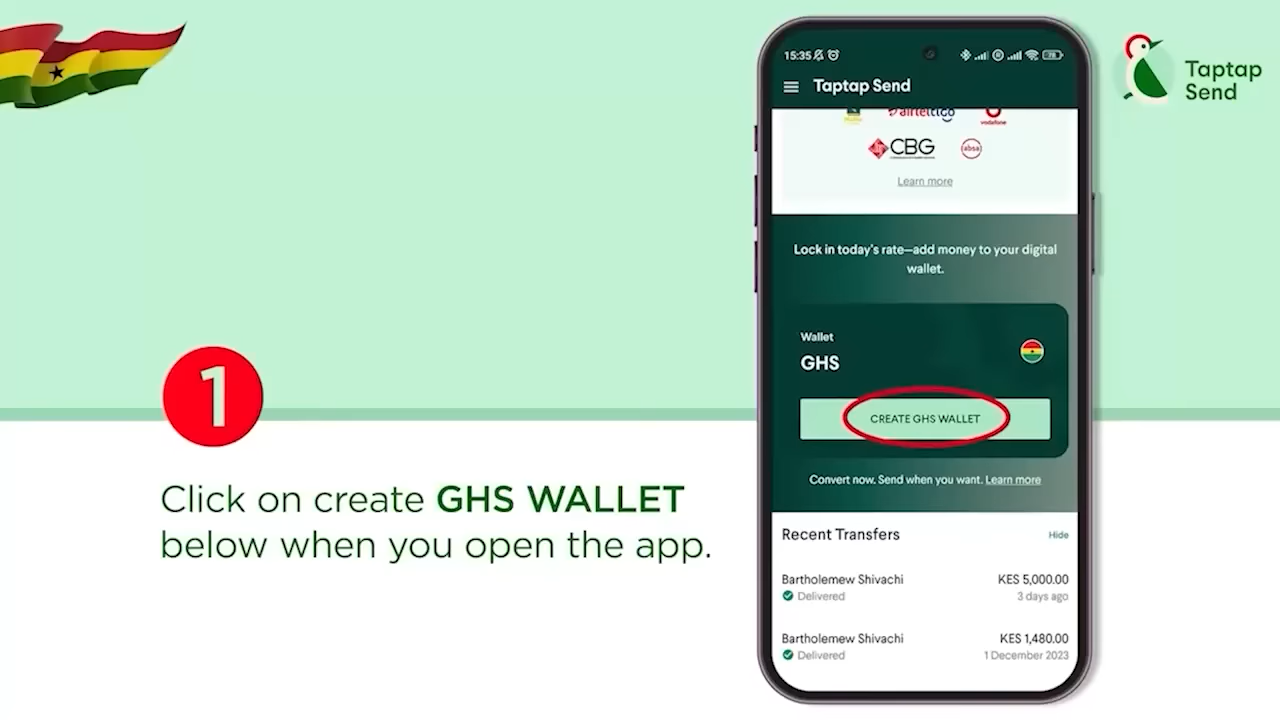 1
Click on create GHS WALLET
below when you open the app.
15:35
78
Taptap Send
airteltigo
vodafone
CBG
absa
Learn more
Lock in today's rate—add money to your digital
wallet.
Wallet
GHS
CREATE GHS WALLET
Convert now. Send when you want. Learn more
Recent Transfers
Hide
Bartholemew Shivachi
KES 5,000.00
Delivered
3 days ago
Bartholemew Shivachi
KES 1,480.00
Delivered
1 December 2023
Taptap
Send